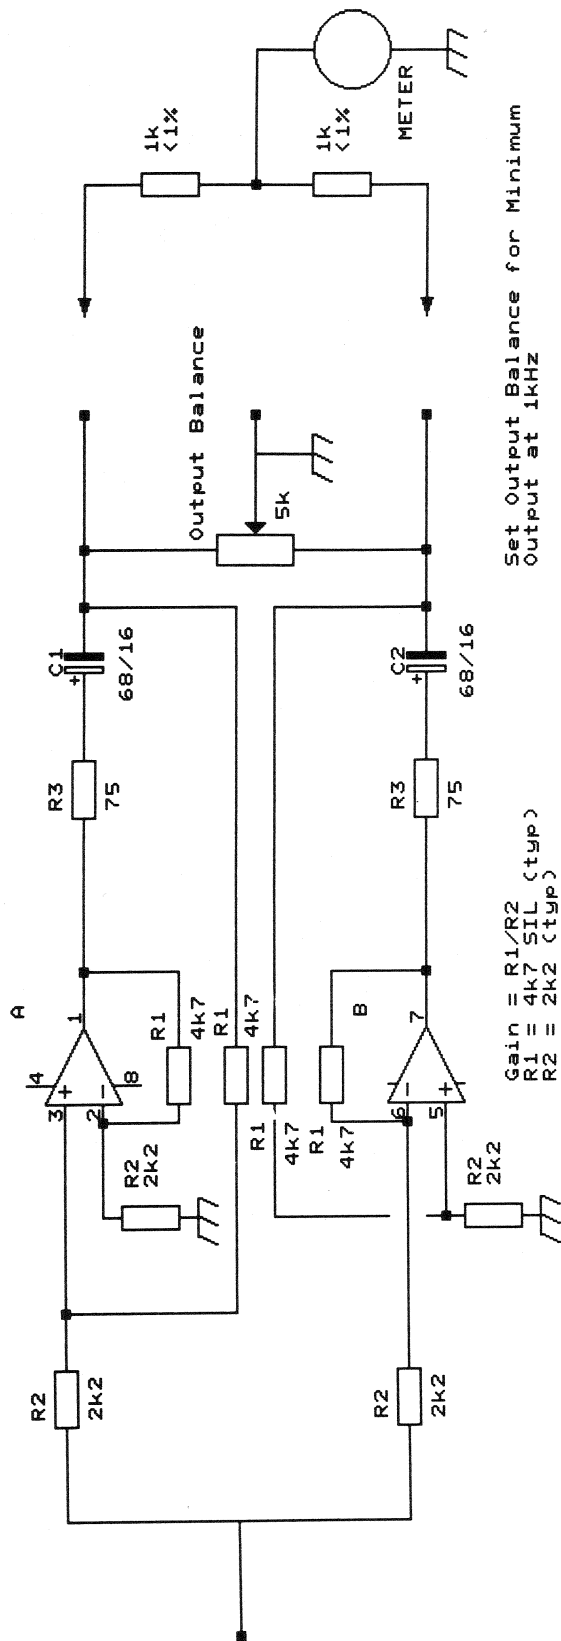 A
4
3
+
2
−
8
1
R2
2k2
R2
2k2
R1
4k7
R1
4k7
R3
75
C1
+
68/16
Output Balance
5k
1k
<1%
1k
<1%
METER
R1
4k7
R1
4k7
B
6
−
5
+
7
R2
2k2
R2
2k2
R3
75
C2
+
68/16
Gain = R1/R2
R1 = 4k7 SIL (typ)
R2 = 2k2 (typ)
Set Output Balance for Minimum
Output at 1kHz